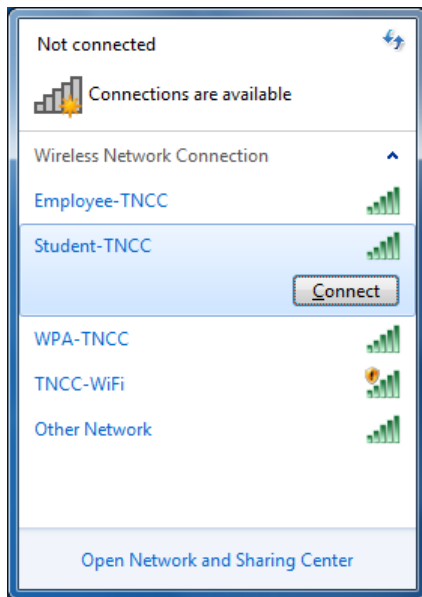 Not connected
Connections are available
Wireless Network Connection
Employee-TNCC
Student-TNCC
Connect
WPA-TNCC
TNCC-WiFi
Other Network
Open Network and Sharing Center